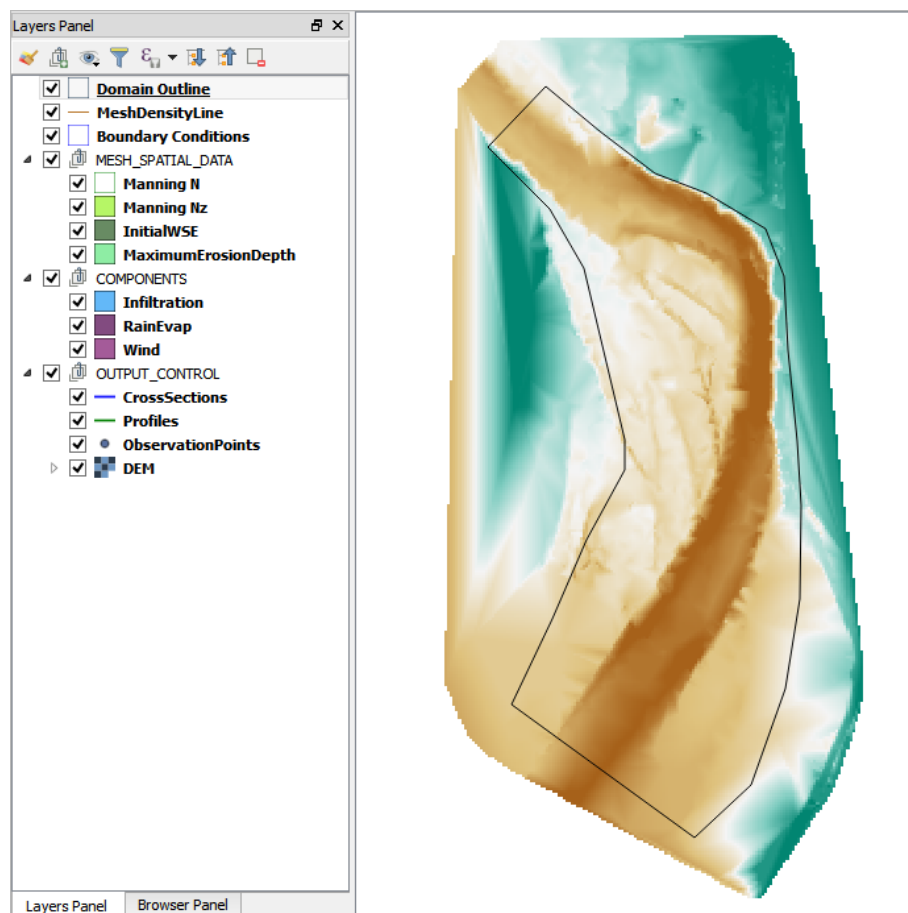 Layers Panel
Domain Outline
MeshDensityLine
Boundary Conditions
MESH_SPATIAL_DATA
Manning N
Manning Nz
InitialWSE
MaximumErosionDepth
COMPONENTS
Infiltration
RainEvap
Wind
OUTPUT_CONTROL
CrossSections
Profiles
ObservationPoints
DEM
Layers Panel Browser Panel